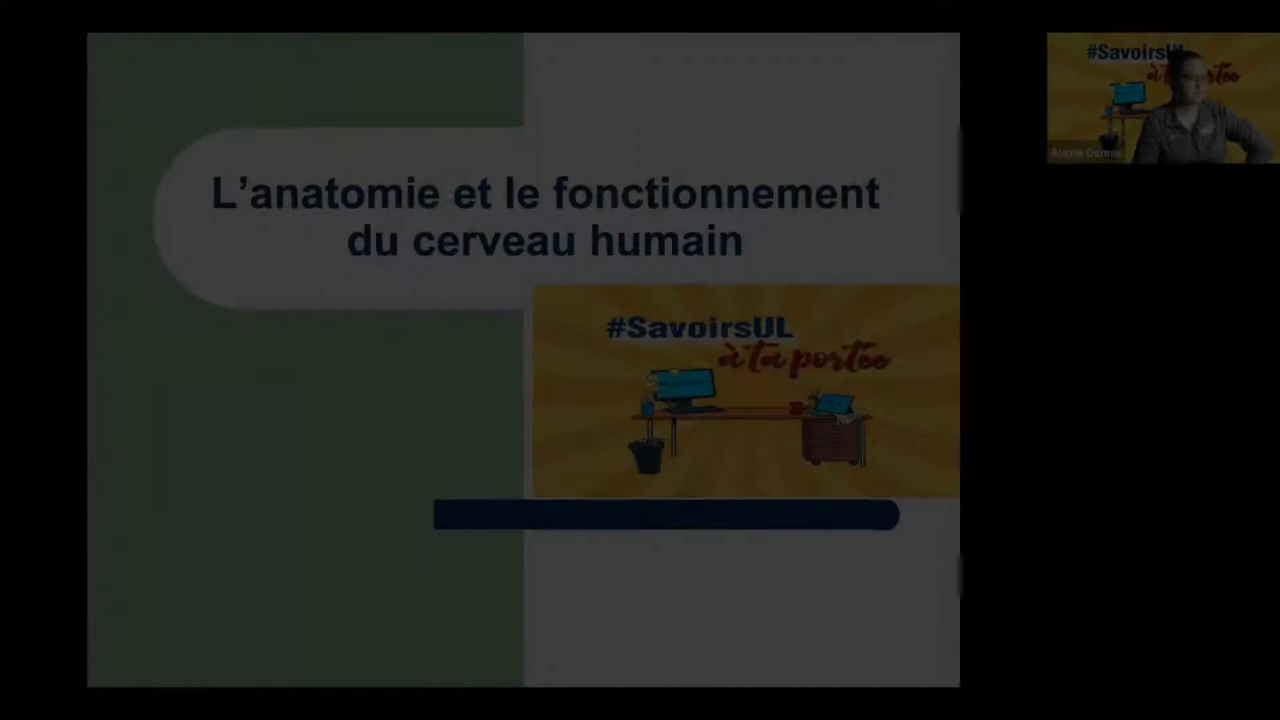 L'anatomie et le fonctionnement
du cerveau humain
#SavoirsUL
à ta portée
#SavoirsUL